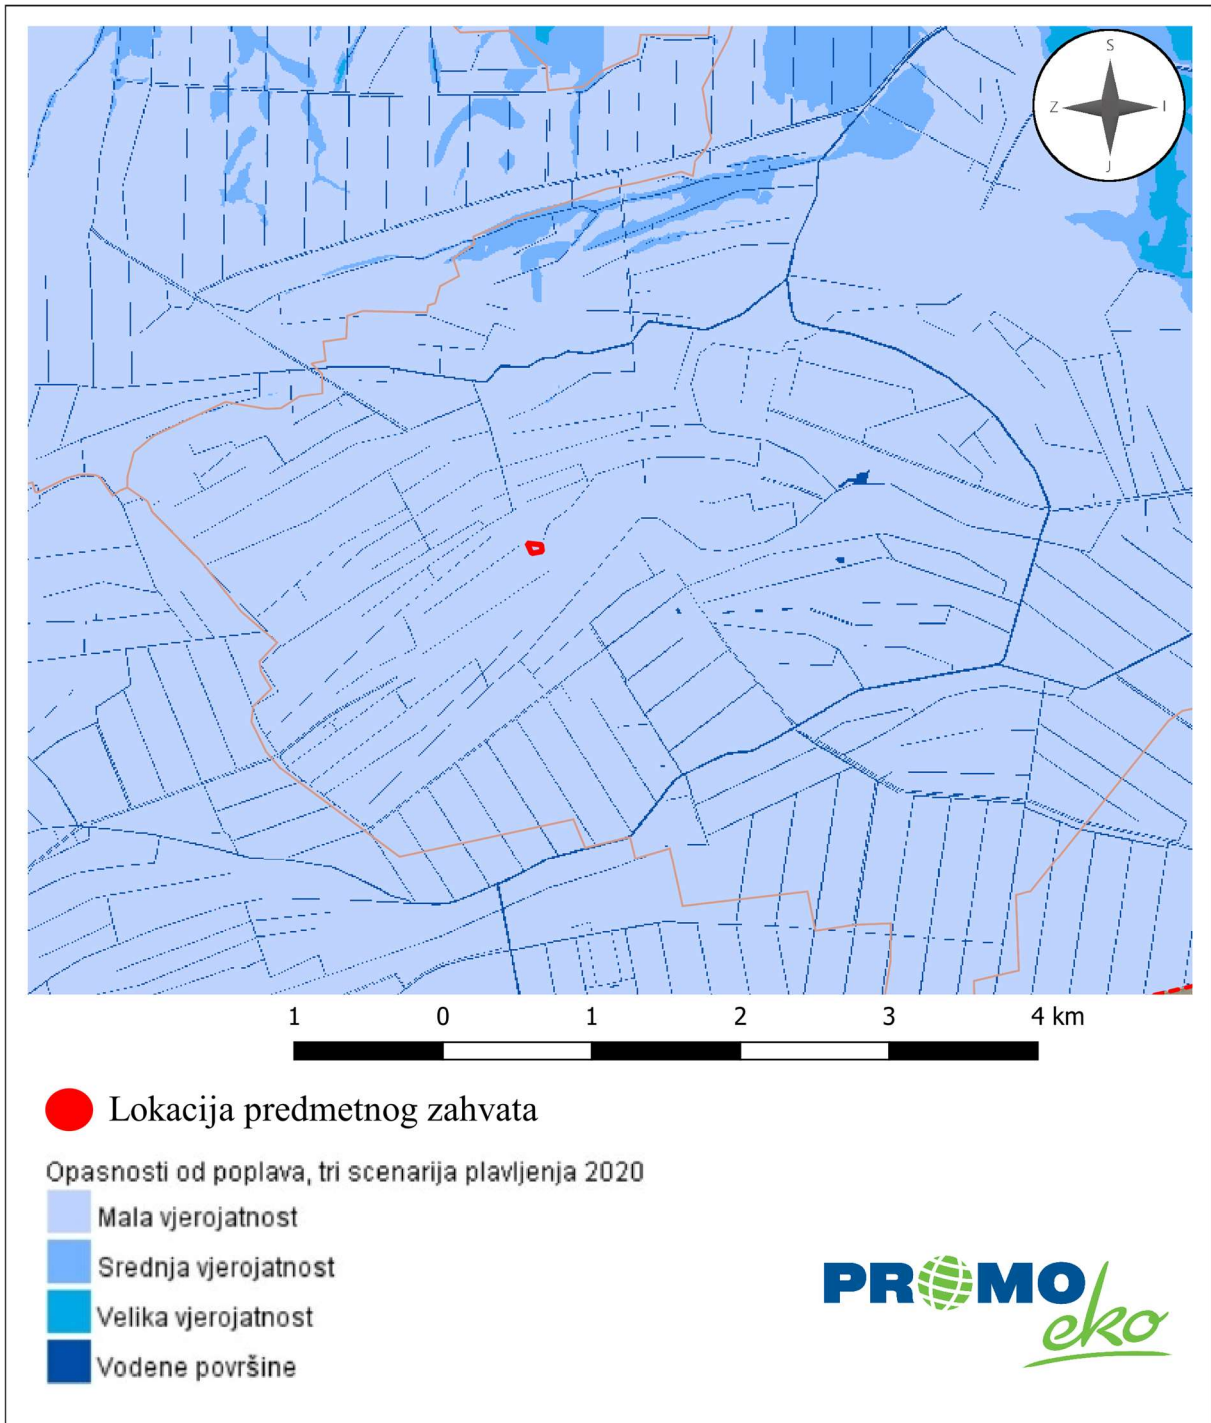 S
Z I
J
1 0 1 2 3 4 km
Lokacija predmetnog zahvata
Opasnosti od poplava, tri scenarija plavljenja 2020
Mala vjerojatnost
Srednja vjerojatnost
Velika vjerojatnost
Vodene površine
PROMO
eko